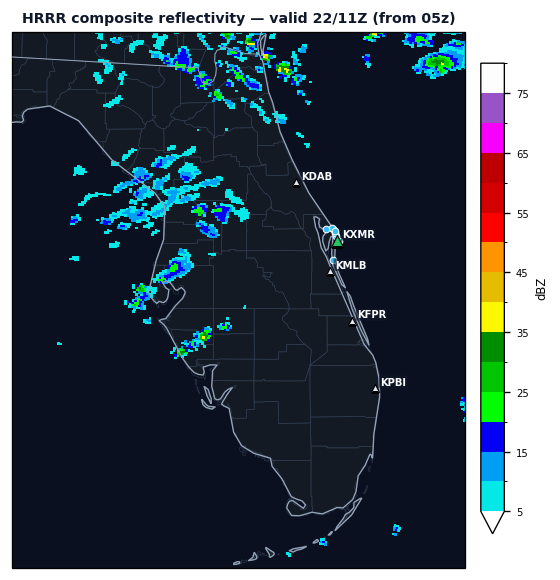 HRRR composite reflectivity — valid 22/11Z (from 05z)
KDAB
KXMR
KMLB
KFPR
KPBI
75
65
55
45
35
25
15
5
dBZ